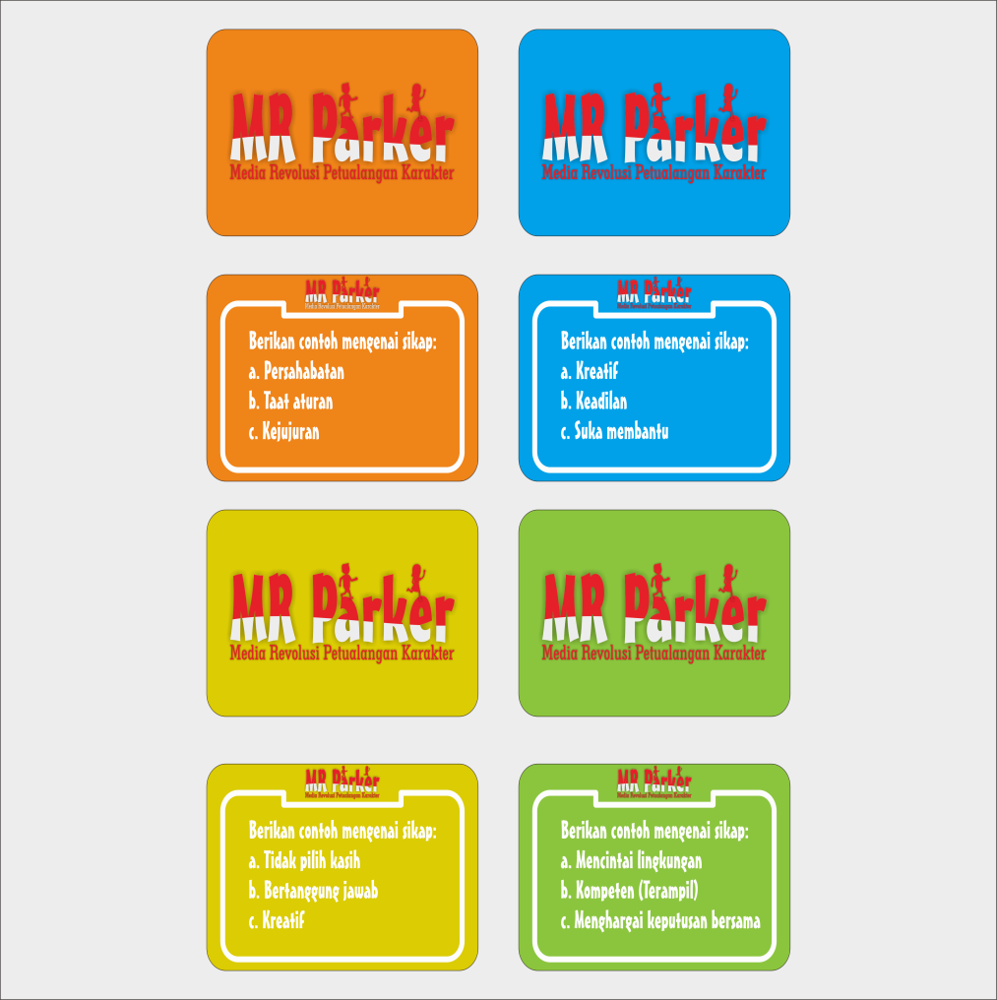 MR Parker
Media Revolusi Petualangan Karakter
MR Parker
Media Revolusi Petualangan Karakter
MR Parker
Media Revolusi Petualangan Karakter
Berikan contoh mengenai sikap:
a. Persahabatan
b. Taat aturan
c. Kejujuran
MR Parker
Media Revolusi Petualangan Karakter
Berikan contoh mengenai sikap:
a. Kreatif
b. Keadilan
c. Suka membantu
MR Parker
Media Revolusi Petualangan Karakter
MR Parker
Media Revolusi Petualangan Karakter
MR Parker
Media Revolusi Petualangan Karakter
Berikan contoh mengenai sikap:
a. Tidak pilih kasih
b. Bertanggung jawab
c. Kreatif
MR Parker
Media Revolusi Petualangan Karakter
Berikan contoh mengenai sikap:
a. Mencintai lingkungan
b. Kompeten (Terampil)
c. Menghargai keputusan bersama